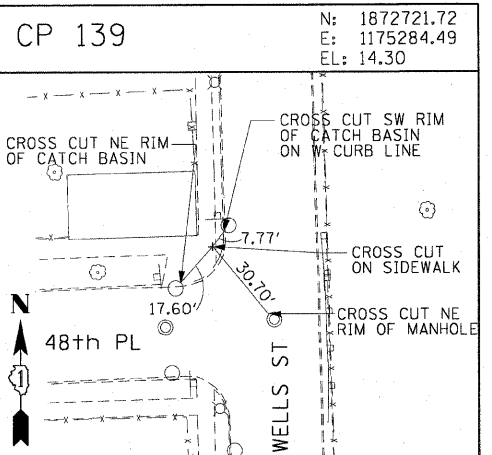 CP 139
N: 1872721.72
E: 1175284.49
EL: 14.30
CROSS CUT SW RIM
OF CATCH BASIN
ON W CURB LINE
CROSS CUT NE RIM
OF CATCH BASIN
7.77'
CROSS CUT
ON SIDEWALK
30.70'
17.60'
CROSS CUT NE
RIM OF MANHOLE
N
48th PL
1
WELLS ST